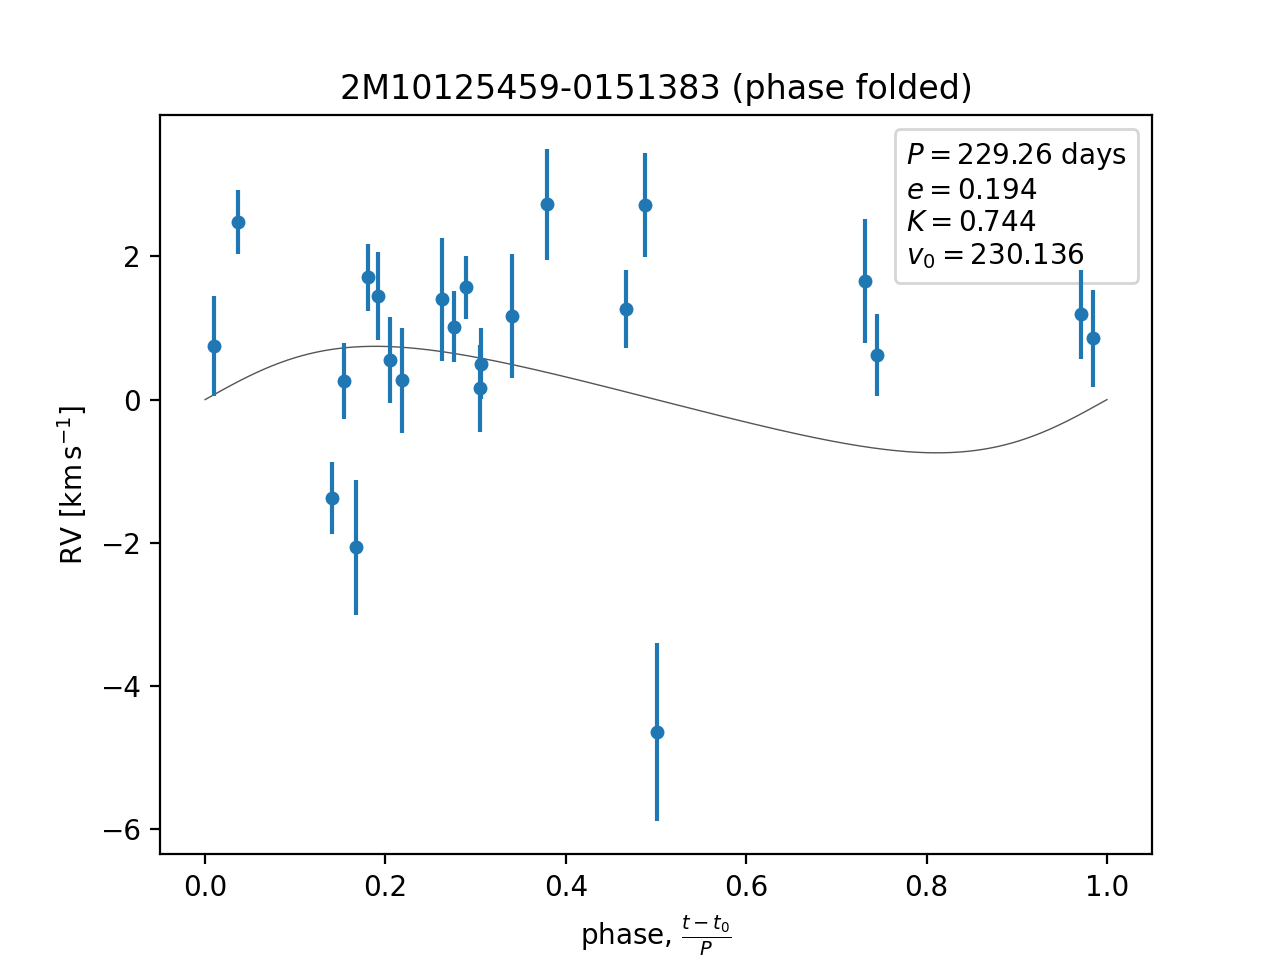 2M10125459-0151383 (phase folded)
P = 229.26 days
e = 0.194
K = 0.744
v₀ = 230.136
2
0
−2
−4
−6
RV [km s⁻¹]
0.0 0.2 0.4 0.6 0.8 1.0
phase, (t − t₀)/P